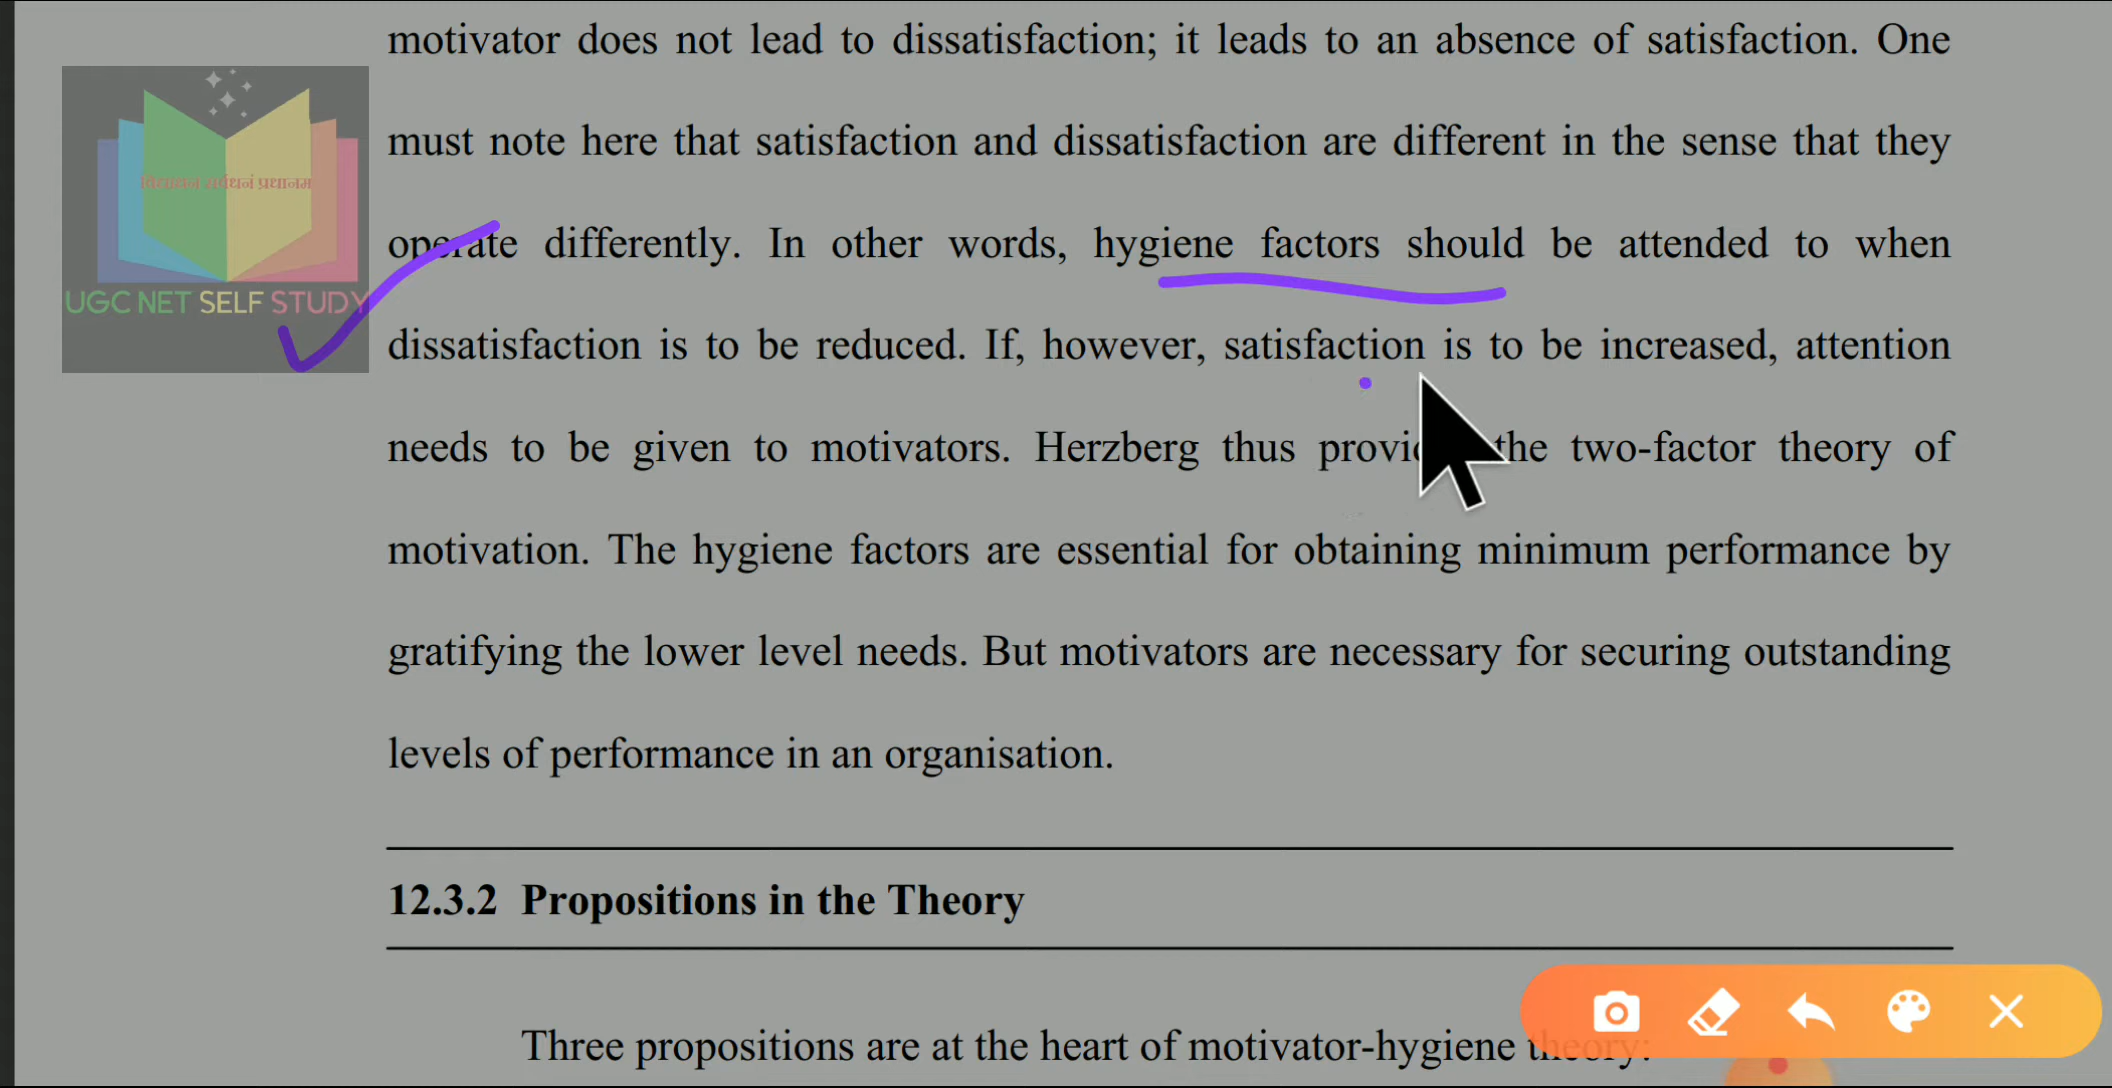 motivator does not lead to dissatisfaction; it leads to an absence of satisfaction. One
must note here that satisfaction and dissatisfaction are different in the sense that they
operate differently. In other words, hygiene factors should be attended to when
dissatisfaction is to be reduced. If, however, satisfaction is to be increased, attention
needs to be given to motivators. Herzberg thus the two-factor theory of
motivation. The hygiene factors are essential for obtaining minimum performance by
gratifying the lower level needs. But motivators are necessary for securing outstanding
levels of performance in an organisation.
12.3.2 Propositions in the Theory
Three propositions are at the heart of motivator-hygiene theory:
UGC NET SELF STUDY